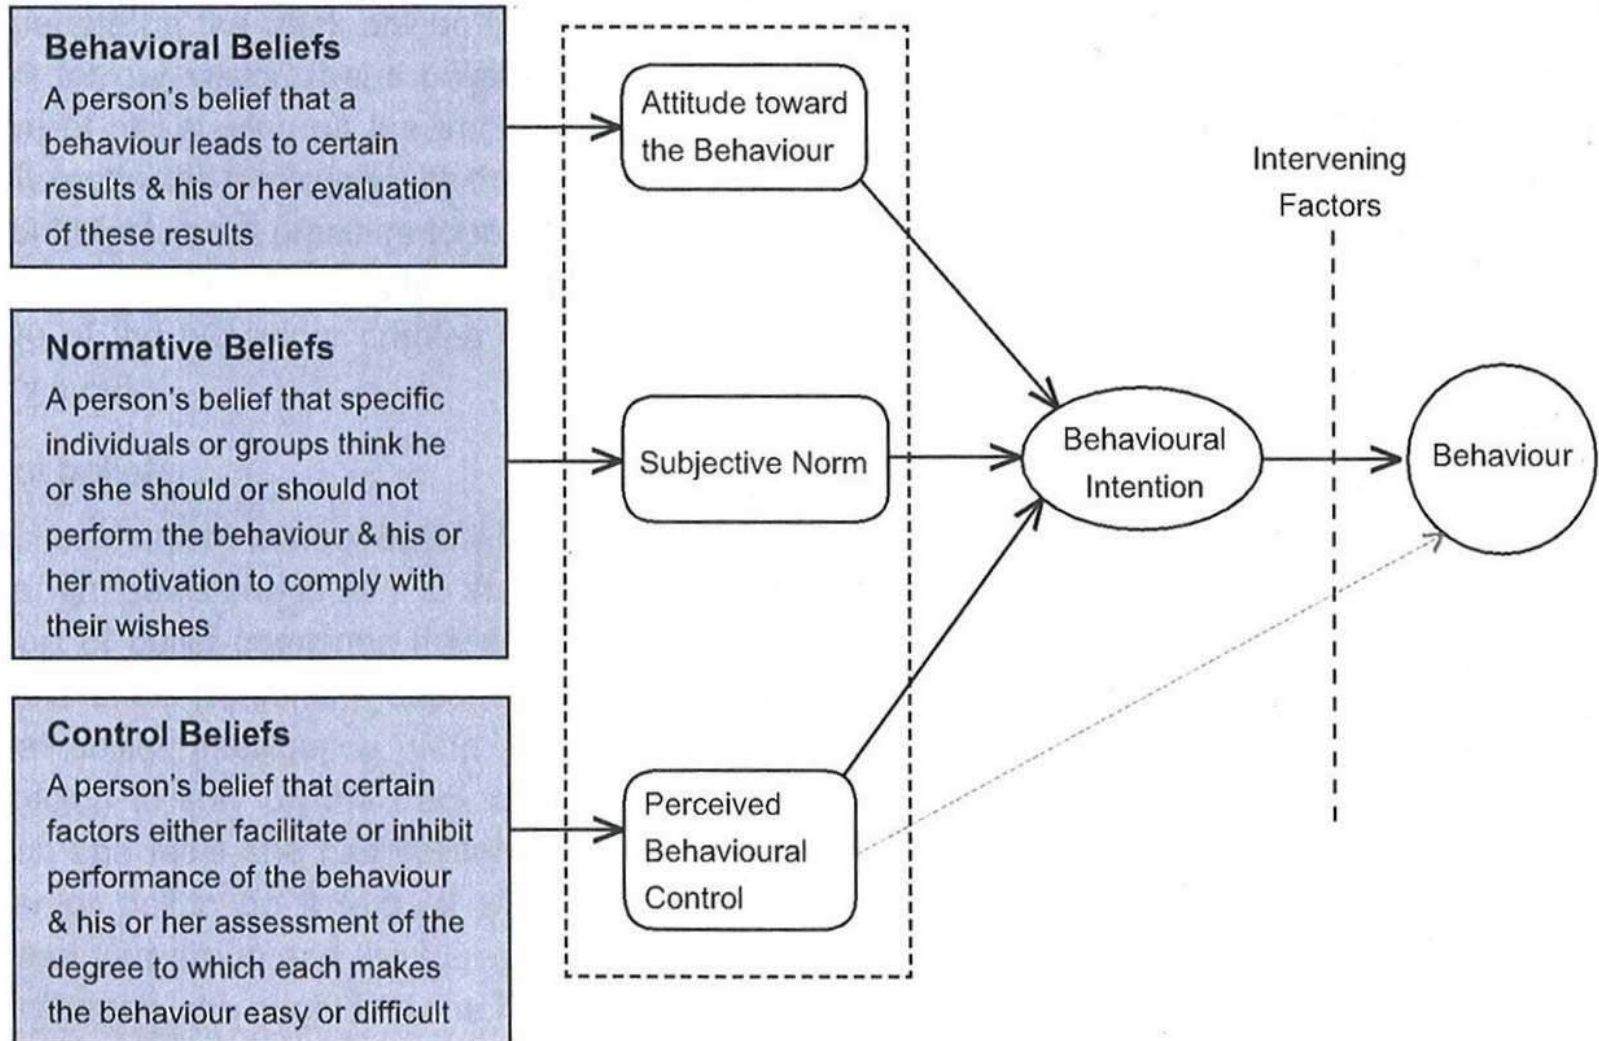 Behavioral Beliefs
A person's belief that a
behaviour leads to certain
results & his or her evaluation
of these results
Normative Beliefs
A person's belief that specific
individuals or groups think he
or she should or should not
perform the behaviour & his or
her motivation to comply with
their wishes
Control Beliefs
A person's belief that certain
factors either facilitate or inhibit
performance of the behaviour
& his or her assessment of the
degree to which each makes
the behaviour easy or difficult
Attitude toward
the Behaviour
Subjective Norm
Perceived
Behavioural
Control
Behavioural
Intention
Intervening
Factors
Behaviour